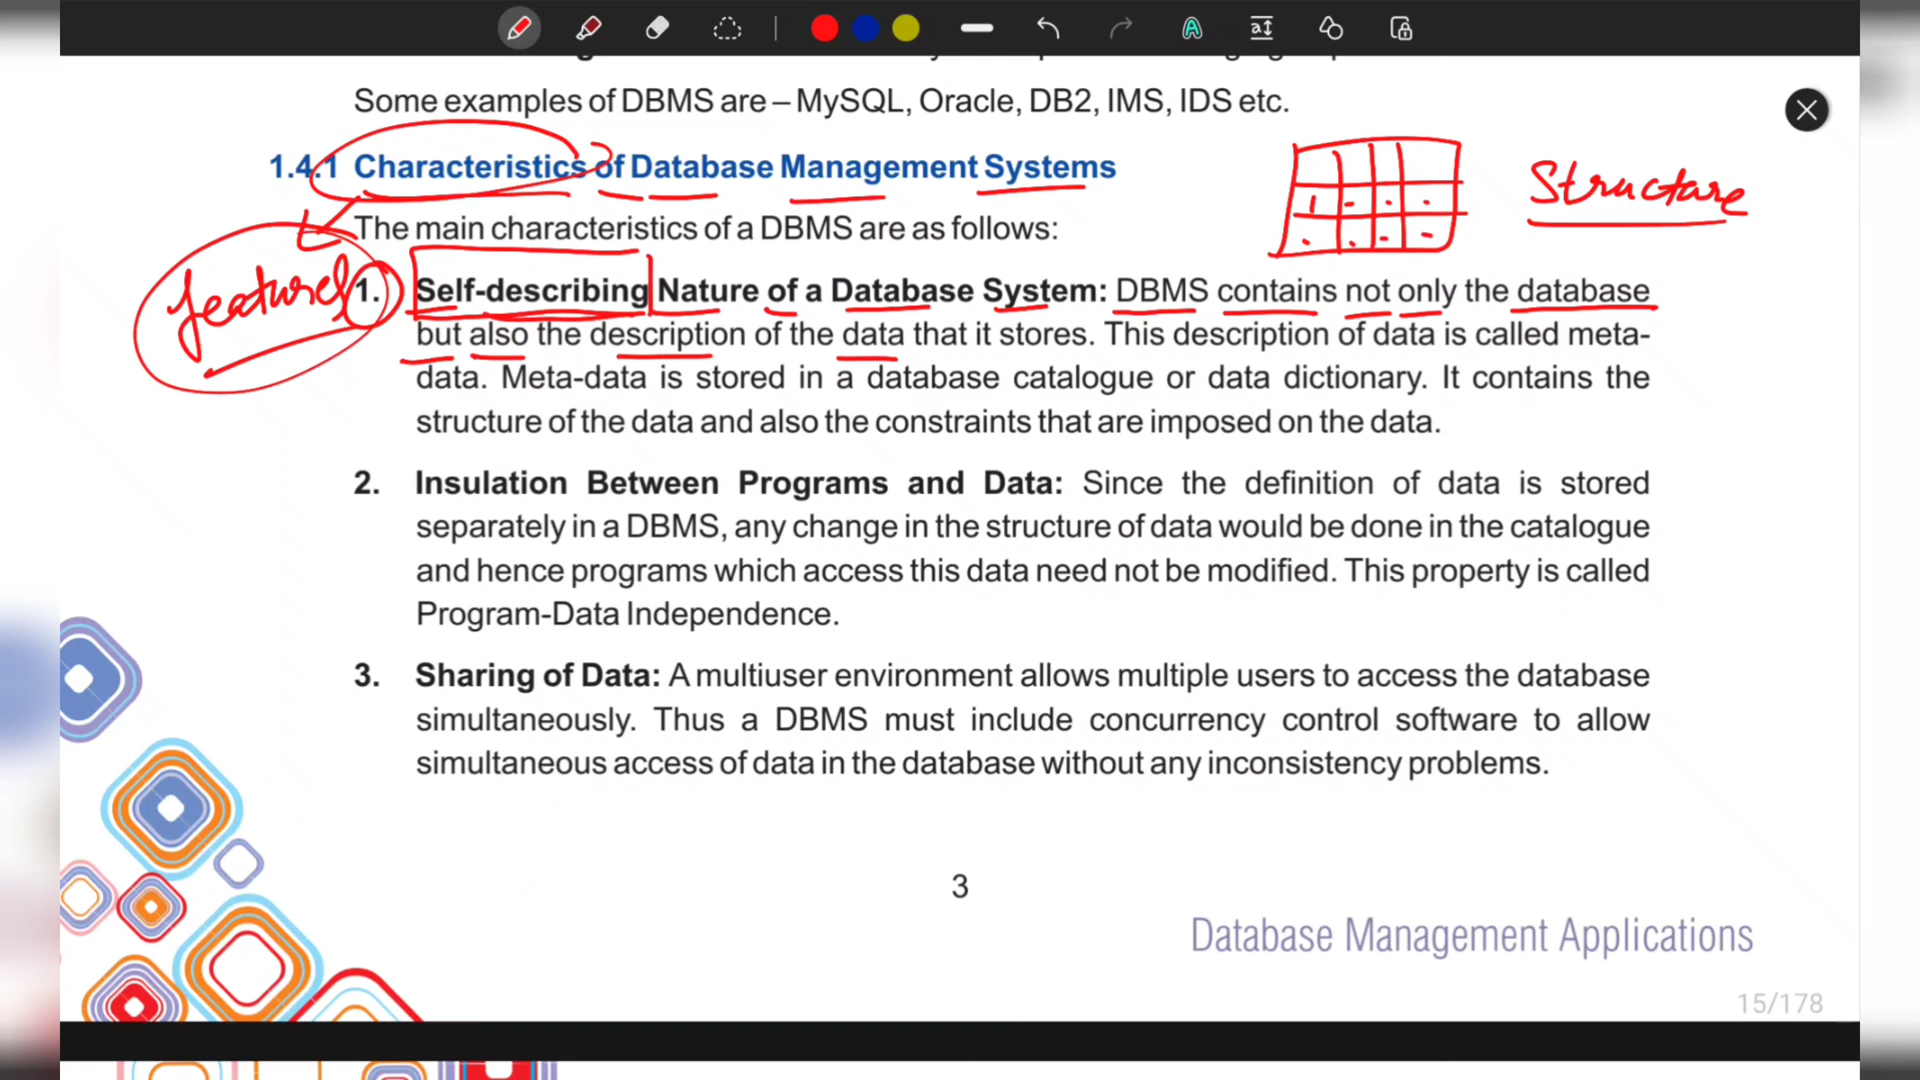 Some examples of DBMS are – MySQL, Oracle, DB2, IMS, IDS etc.
1.4.1 Characteristics of Database Management Systems
Structure
The main characteristics of a DBMS are as follows:
features
1. Self-describing Nature of a Database System: DBMS contains not only the database
but also the description of the data that it stores. This description of data is called meta-
data. Meta-data is stored in a database catalogue or data dictionary. It contains the
structure of the data and also the constraints that are imposed on the data.
2. Insulation Between Programs and Data: Since the definition of data is stored
separately in a DBMS, any change in the structure of data would be done in the catalogue
and hence programs which access this data need not be modified. This property is called
Program-Data Independence.
3. Sharing of Data: A multiuser environment allows multiple users to access the database
simultaneously. Thus a DBMS must include concurrency control software to allow
simultaneous access of data in the database without any inconsistency problems.
3
Database Management Applications
15/178